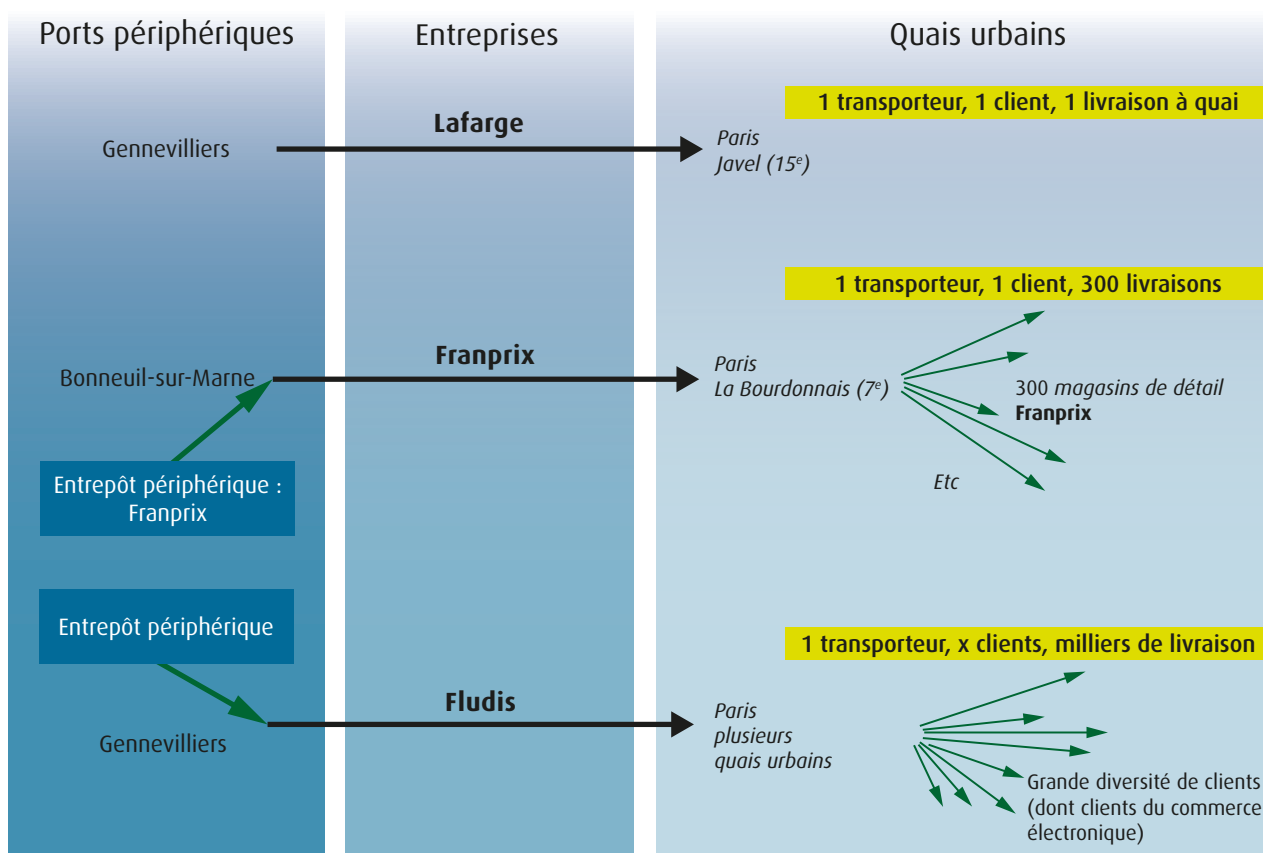 Ports périphériques
Entreprises
Quais urbains
1 transporteur, 1 client, 1 livraison à quai
Lafarge
Gennevilliers
Paris
Javel (15e)
1 transporteur, 1 client, 300 livraisons
Franprix
Bonneuil-sur-Marne
Paris
La Bourdonnais (7e)
300 magasins de détail
Franprix
Etc
Entrepôt périphérique :
Franprix
Entrepôt périphérique
1 transporteur, x clients, milliers de livraison
Fludis
Gennevilliers
Paris
plusieurs
quais urbains
Grande diversité de clients
(dont clients du commerce
électronique)